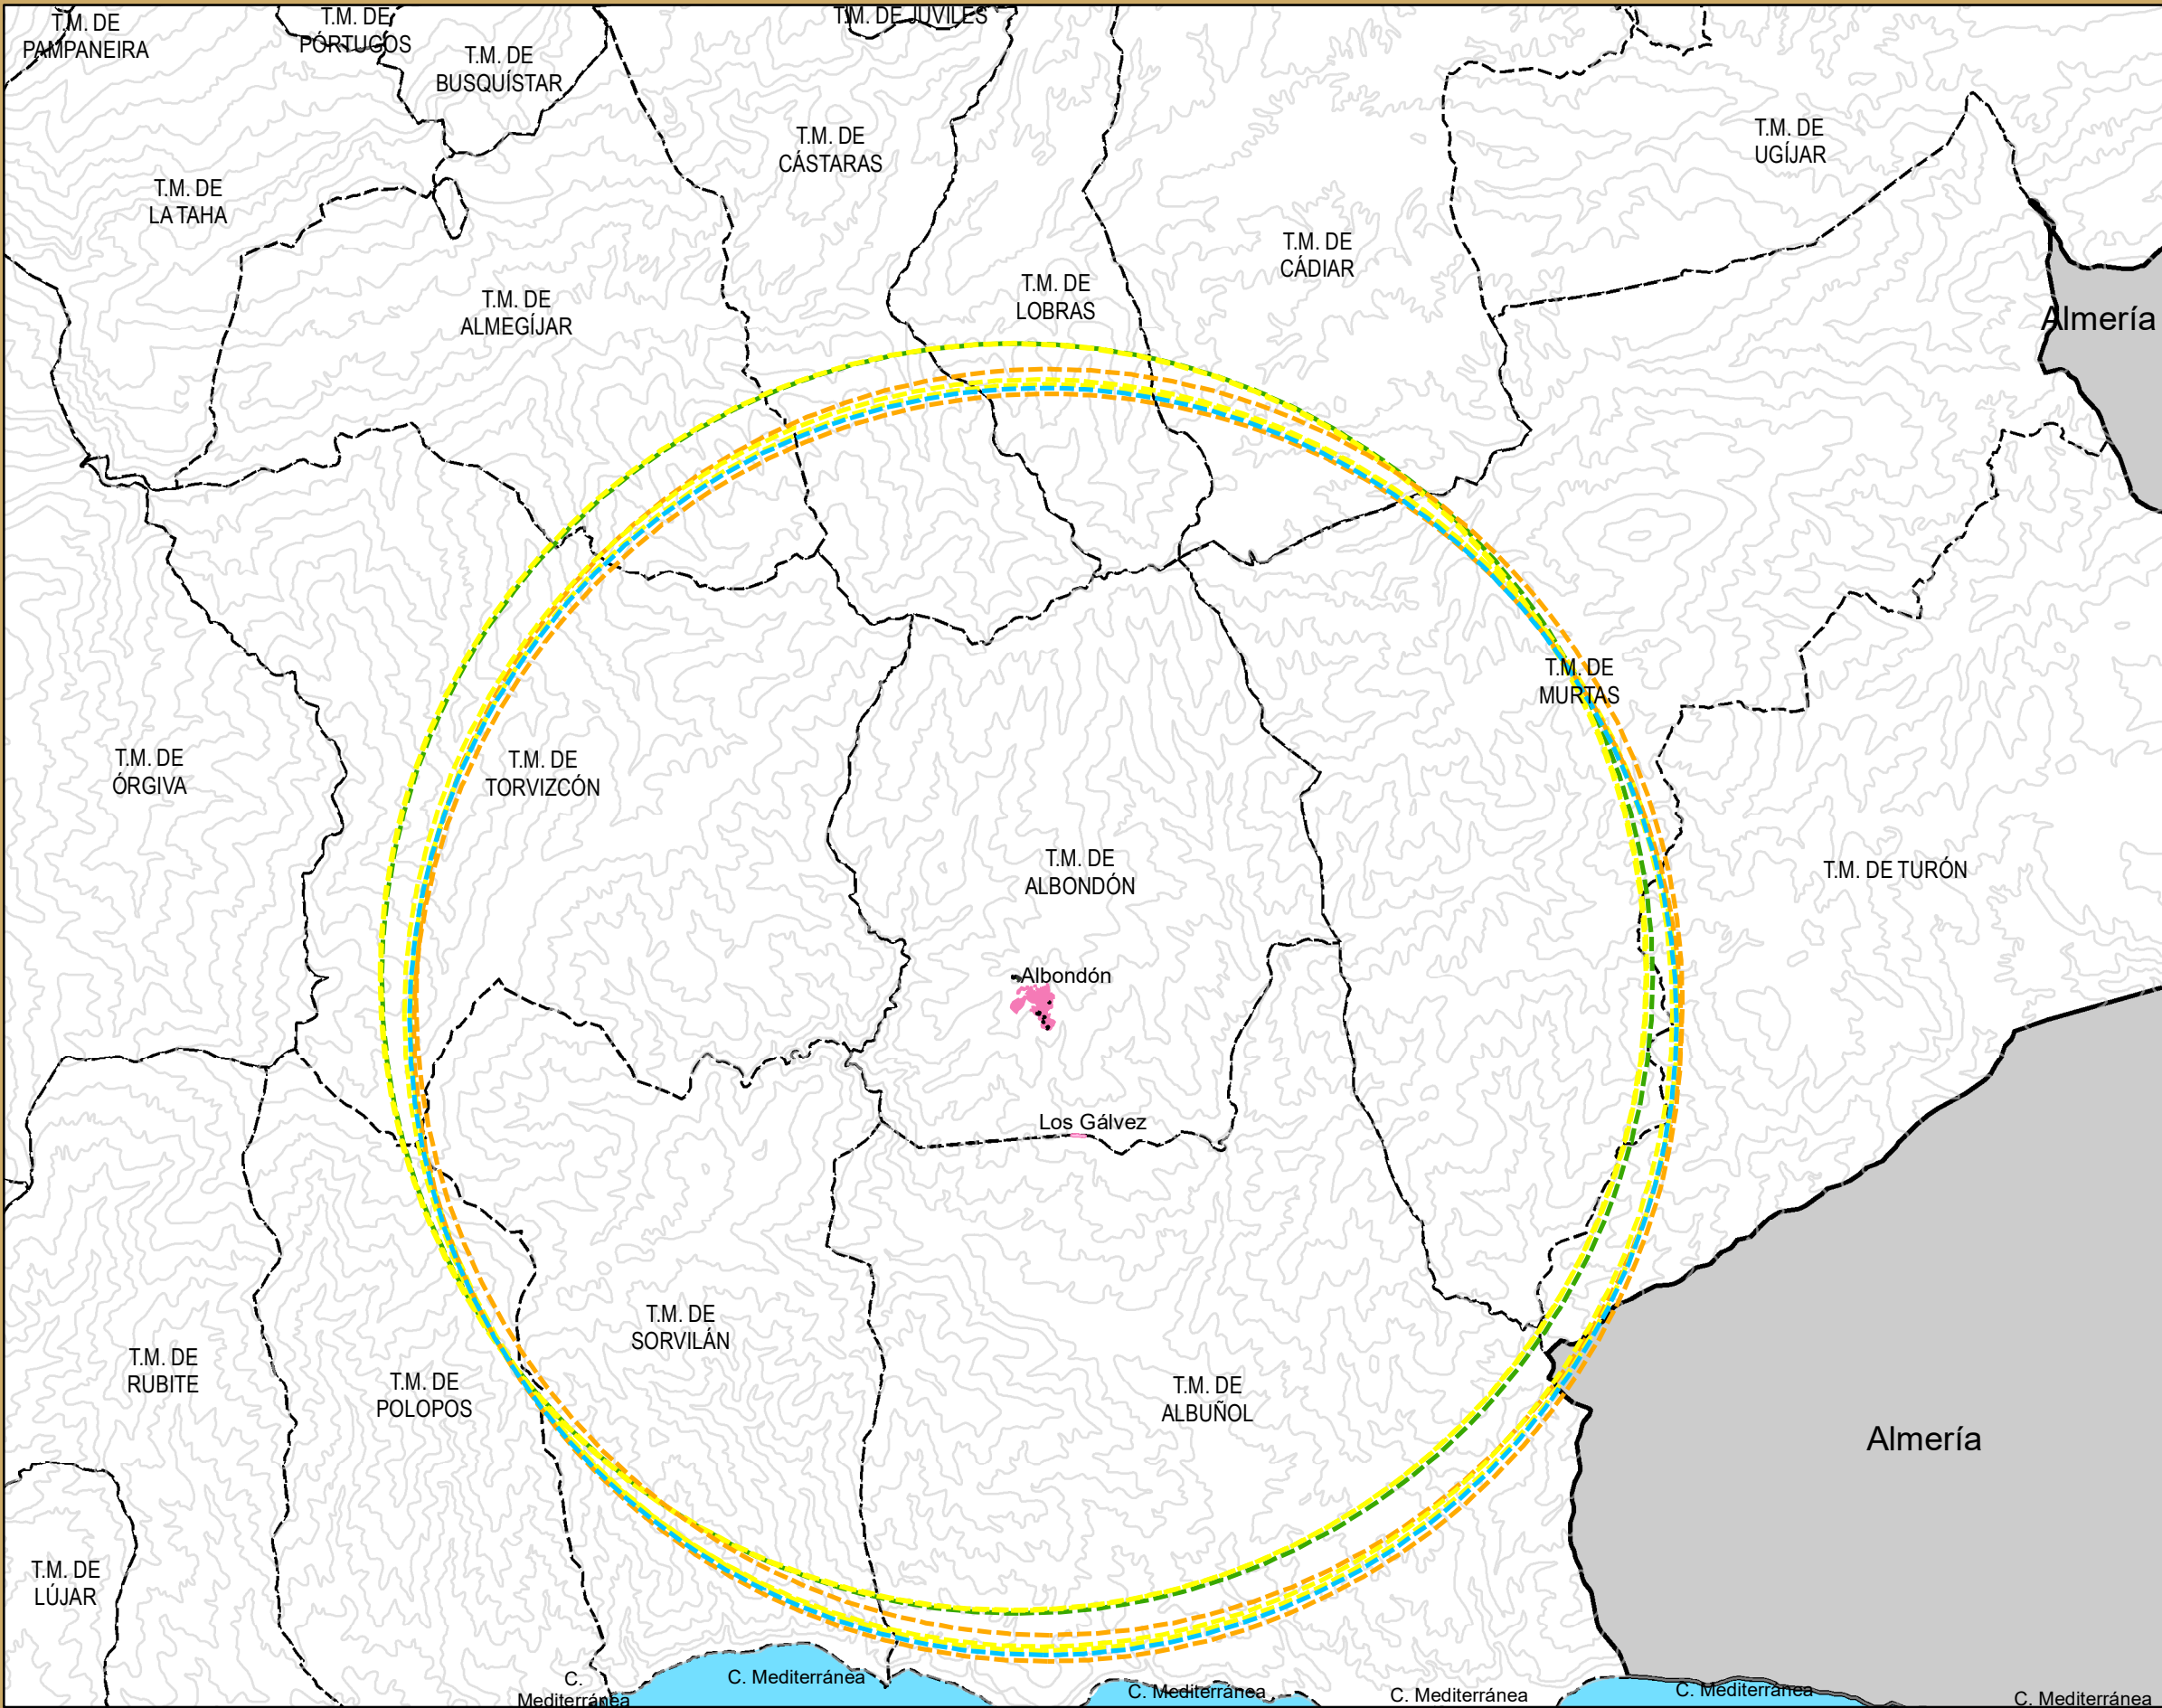 T.M. DE
PAMPANEIRA
T.M. DE
PÓRTUGOS
T.M. DE
BUSQUÍSTAR
T.M. DE JUVILES
T.M. DE
CÁSTARAS
T.M. DE
UGÍJAR
T.M. DE
LA TAHA
T.M. DE
CÁDIAR
T.M. DE
LOBRAS
T.M. DE
ALMEGÍJAR
Almería
T.M. DE
MURTAS
T.M. DE
ÓRGIVA
T.M. DE
TORVIZCÓN
T.M. DE
ALBONDÓN
T.M. DE TURÓN
Albondón
Los Gálvez
T.M. DE
SORVILÁN
T.M. DE
RUBITE
T.M. DE
POLOPOS
T.M. DE
ALBUÑOL
Almería
T.M. DE
LÚJAR
C.
Mediterránea
C. Mediterránea
C. Mediterránea
C. Mediterránea
C. Mediterránea
C. Mediterránea